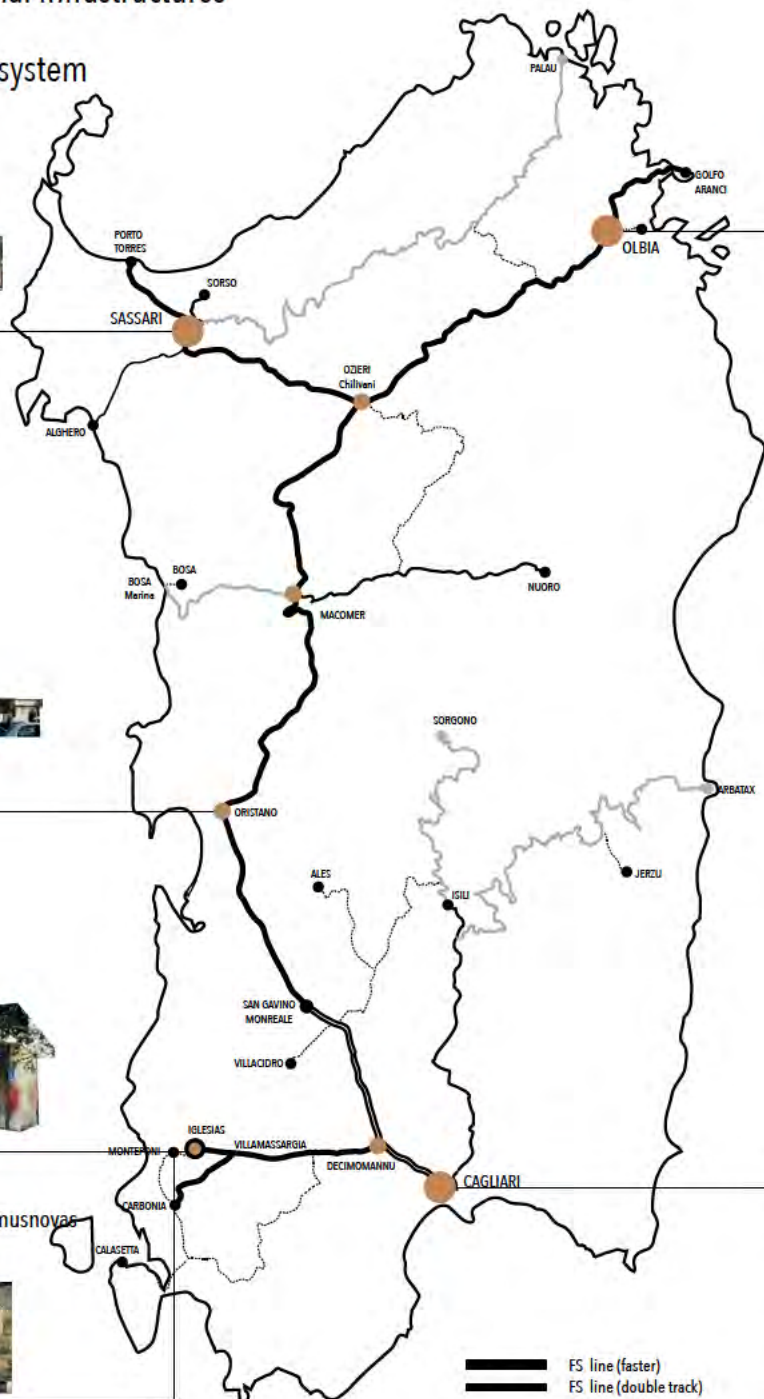 system
PALAU
GOLFO
ARANCI
OLBIA
PORTO
TORRES
SORSO
SASSARI
OZIERI
Chilivani
ALGHERO
BOSA
BOSA
Marina
NUORO
MACOMER
SORGONO
ARBATAX
ORISTANO
ALES
JERZU
ISILI
SAN GAVINO
MONREALE
VILLACIDRO
IGLESIAS
VILLAMASSARGIA
MONTEPONI
DECIMOMANNU
CAGLIARI
CARBONIA
musnovas
CALASETTA
FS line (faster)
FS line (double track)